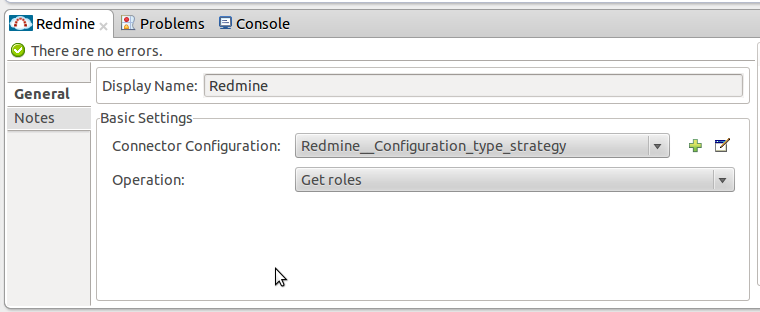 Redmine Problems Console
There are no errors.
General
Notes
Display Name: Redmine
Basic Settings
Connector Configuration: Redmine__Configuration_type_strategy
Operation: Get roles